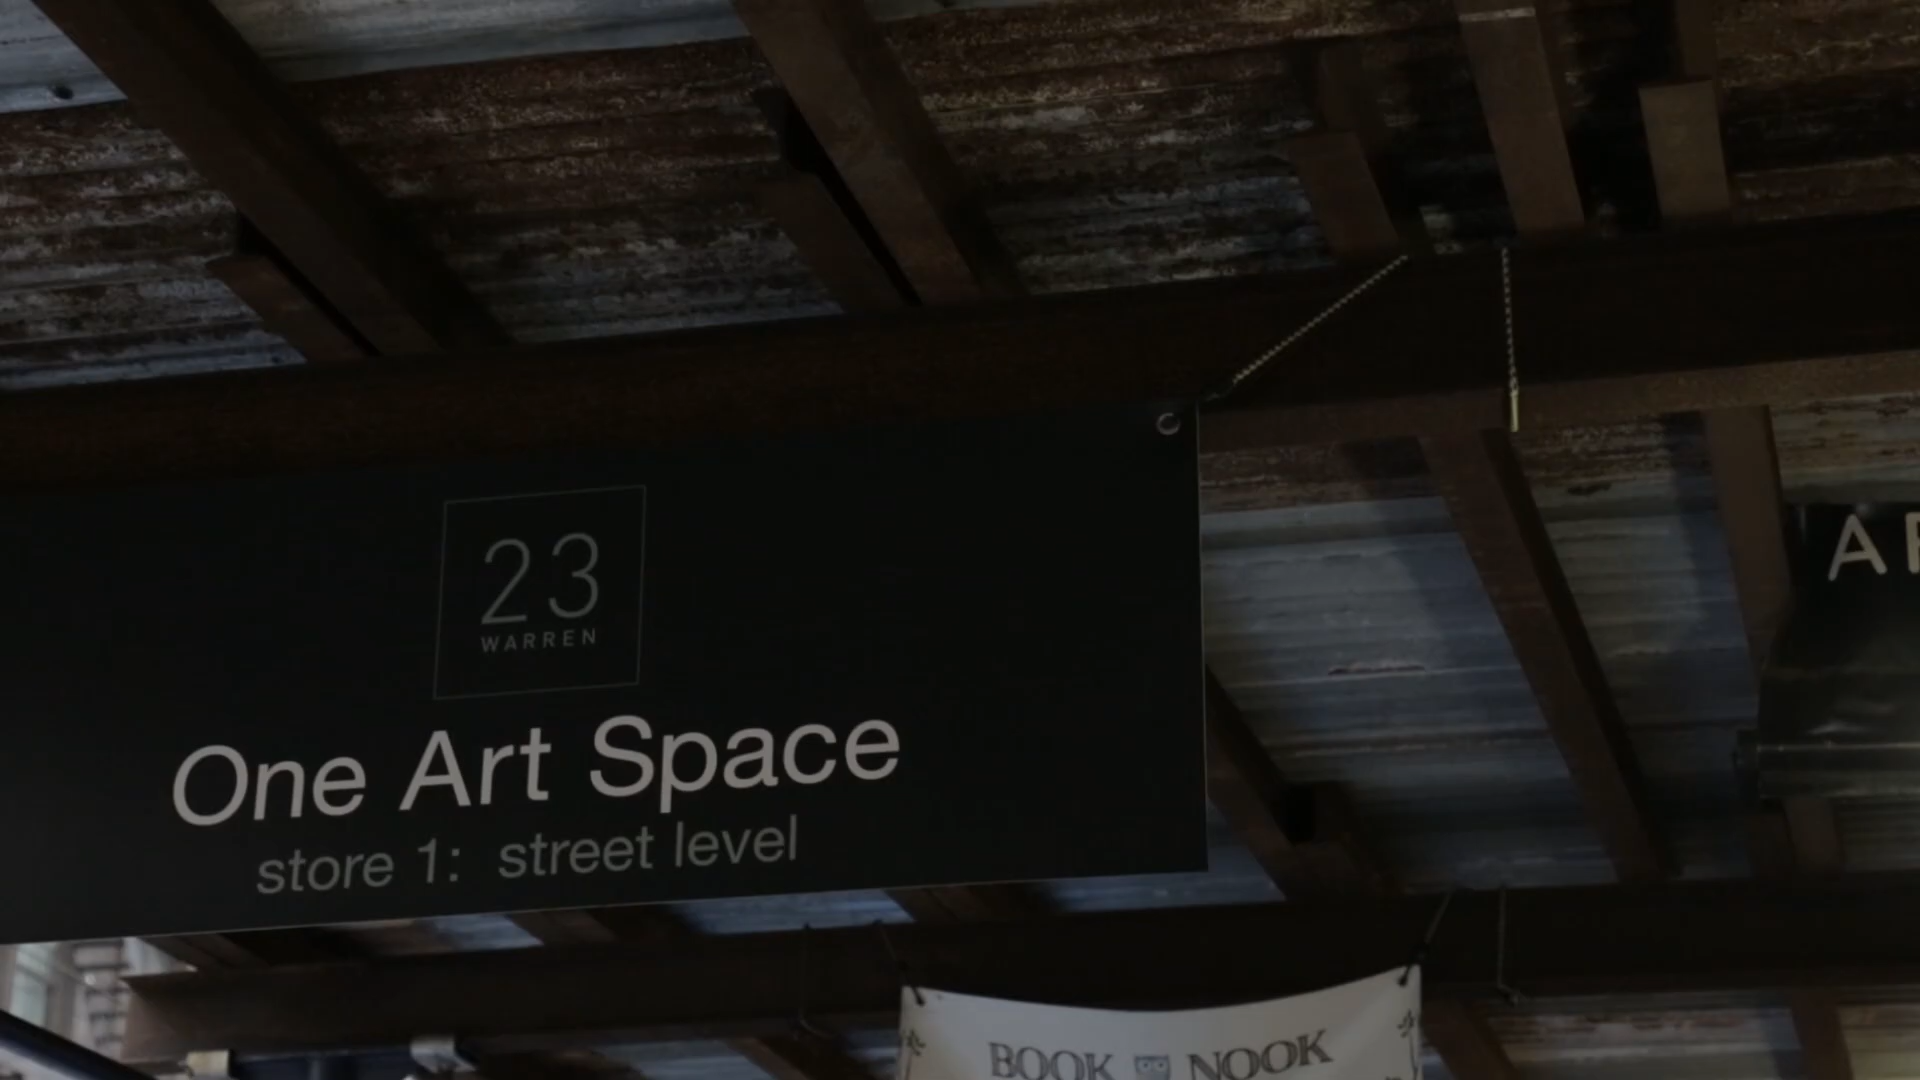 23
WARREN
One Art Space
store 1: street level
BOOK NOOK